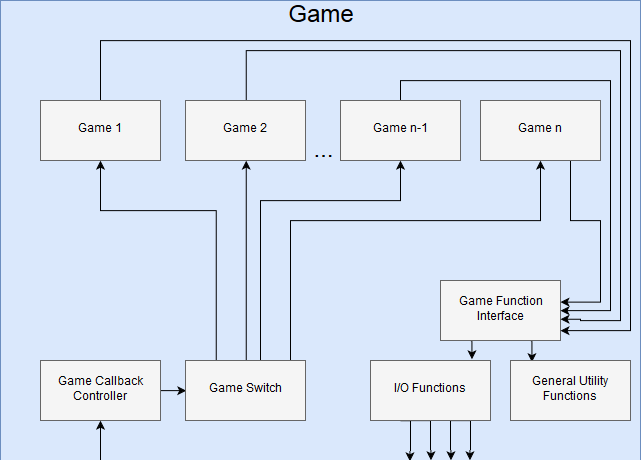 Game
Game 1
Game 2
...
Game n-1
Game n
Game Function
Interface
Game Callback
Controller
Game Switch
I/O Functions
General Utility
Functions